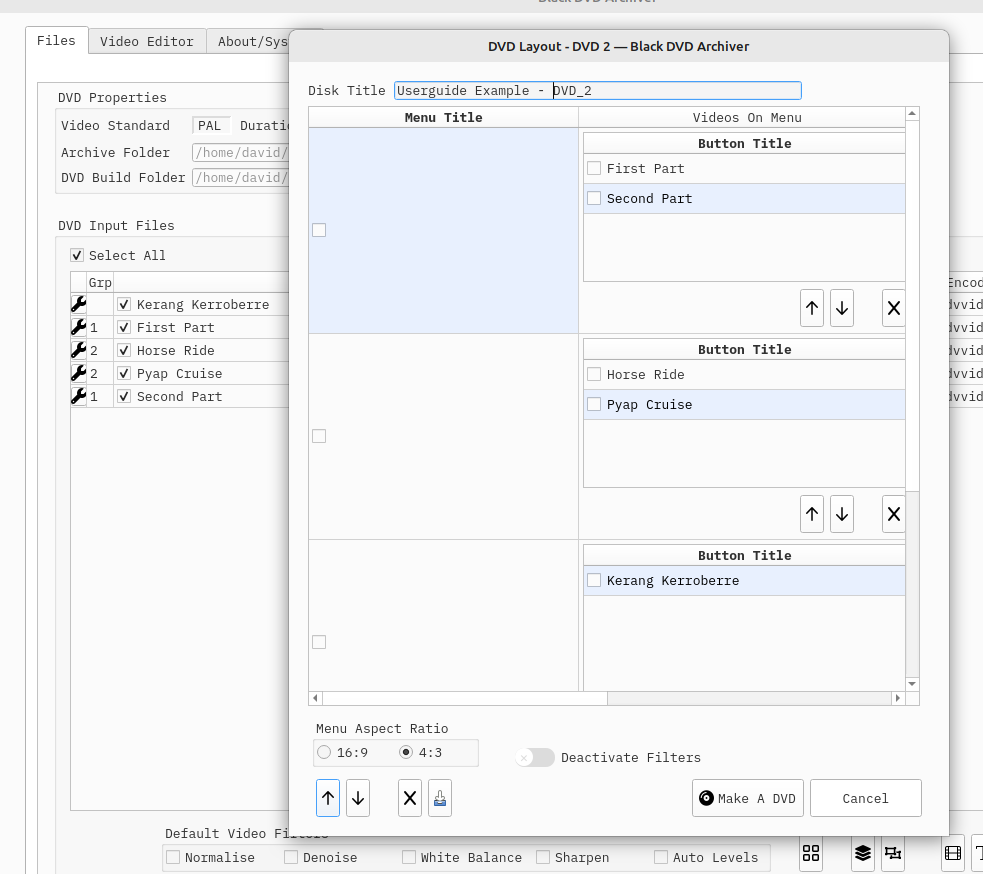 Black DVD Archiver
Files
Video Editor
About/Sys
DVD Layout - DVD 2 — Black DVD Archiver
DVD Properties
Video Standard PAL Duratio
Archive Folder /home/david/
DVD Build Folder /home/david/
DVD Input Files
Select All
Grp
Kerang Kerroberre
1 First Part
2 Horse Ride
2 Pyap Cruise
1 Second Part
Disk Title Userguide Example - DVD_2
Menu Title Videos On Menu
Button Title
First Part
Second Part
Button Title
Horse Ride
Pyap Cruise
Button Title
Kerang Kerroberre
Encod
dvvid
dvvid
dvvid
dvvid
dvvid
Menu Aspect Ratio
16:9 4:3
Deactivate Filters
Make A DVD
Cancel
Default Video Filters
Normalise Denoise White Balance Sharpen Auto Levels